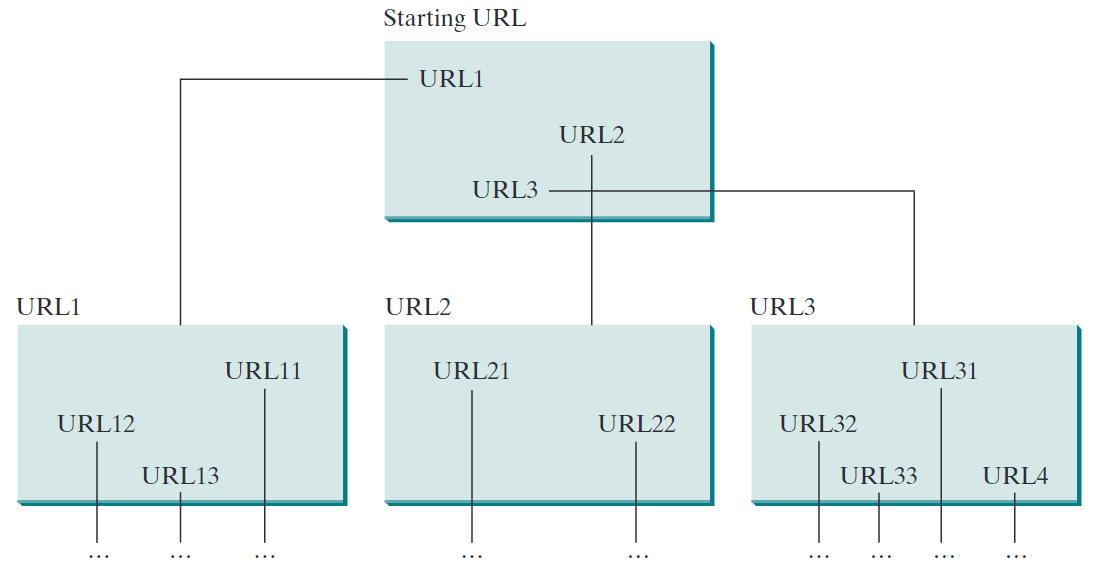 Starting URL
URL1
URL2
URL3
URL1
URL11
URL12
URL13
...
...
...
URL2
URL21
URL22
...
...
URL3
URL31
URL32
URL33
URL4
...
...
...
...